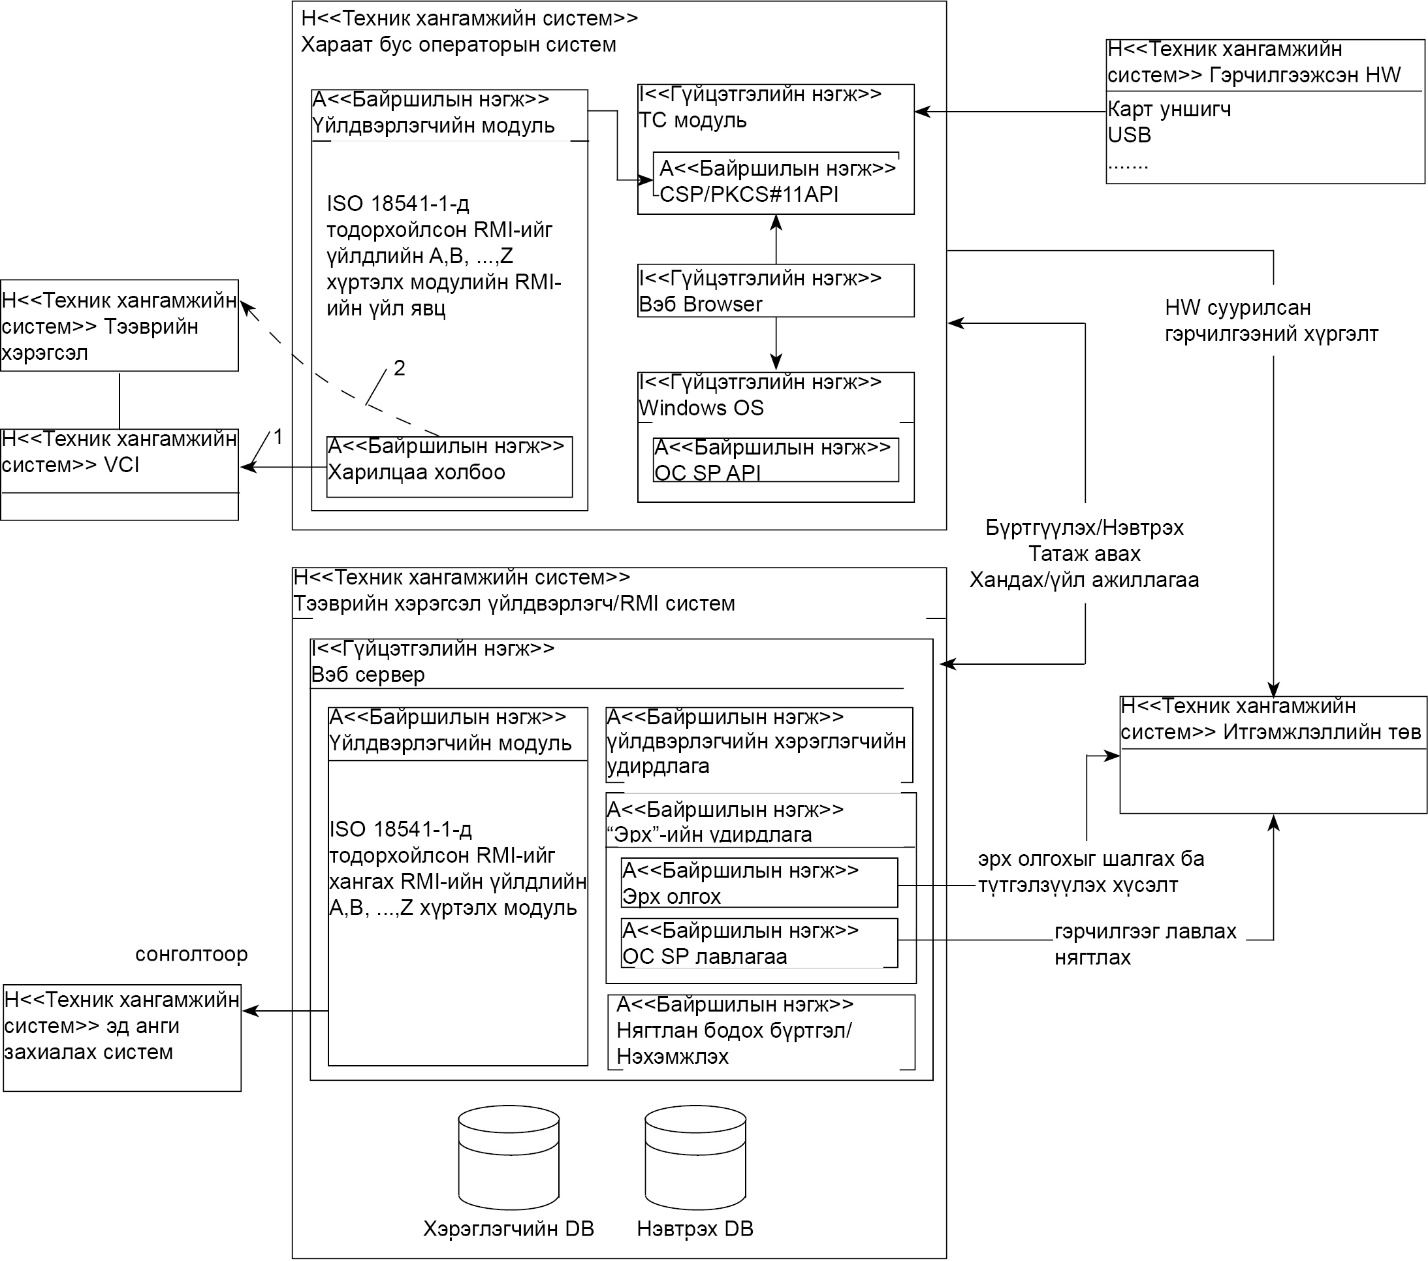 Н<<Техник хангамжийн систем>>
Хараат бус операторын систем
А<<Байршилын нэгж>>
Үйлдвэрлэгчийн модуль
ISO 18541-1-д
тодорхойлсон RMI-ийг
үйлдлийн A,B, ...,Z
хүртэлх модулийн RMI-
ийн үйл явц
А<<Байршилын нэгж>>
Харилцаа холбоо
I<<Гүйцэтгэлийн нэгж>>
TC модуль
А<<Байршилын нэгж>>
CSP/PKCS#11API
I<<Гүйцэтгэлийн нэгж>>
Вэб Browser
I<<Гүйцэтгэлийн нэгж>>
Windows OS
А<<Байршилын нэгж>>
OC SP API
Н<<Техник хангамжийн
систем>> Гэрчилгээжсэн HW
Карт уншигч
USB
.......
Н<<Техник хангамжийн
систем>> Тээврийн
хэрэгсэл
2
1
Н<<Техник хангамжийн
систем>> VCI
HW суурилсан
гэрчилгээний хүргэлт
Бүртгүүлэх/Нэвтрэх
Татаж авах
Хандах/үйл ажиллагаа
Н<<Техник хангамжийн систем>>
Тээврийн хэрэгсэл үйлдвэрлэгч/RMI систем
I<<Гүйцэтгэлийн нэгж>>
Вэб сервер
А<<Байршилын нэгж>>
Үйлдвэрлэгчийн модуль
ISO 18541-1-д
тодорхойлсон RMI-ийг
хангах RMI-ийн үйлдлийн
A,B, ...,Z хүртэлх модуль
А<<Байршилын нэгж>>
үйлдвэрлэгчийн хэрэглэгчийн
удирдлага
А<<Байршилын нэгж>>
“Эрх”-ийн удирдлага
А<<Байршилын нэгж>>
Эрх олгох
А<<Байршилын нэгж>>
OC SP лавлагаа
А<<Байршилын нэгж>>
Нягтлан бодох бүртгэл/
Нэхэмжлэх
Н<<Техник хангамжийн
систем>> Итгэмжлэллийн төв
эрх олгохыг шалгах ба
түтгэлзүүлэх хүсэлт
гэрчилгээг лавлах
нягтлах
сонголтоор
Н<<Техник хангамжийн
систем>> эд анги
захиалах систем
Хэрэглэгчийн DB
Нэвтрэх DB